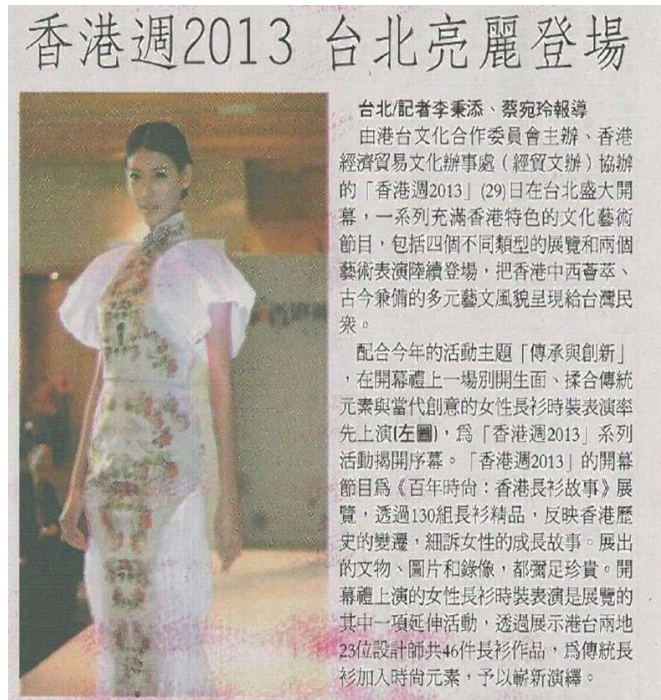 香港週2013 台北亮麗登場
台北/記者李秉添、蔡宛玲報導
由港台文化合作委員會主辦、香港
經濟貿易文化辦事處（經貿文辦）協辦
的「香港週2013」(29)日在台北盛大開
幕，一系列充滿香港特色的文化藝術
節目，包括四個不同類型的展覽和兩個
藝術表演陸續登場，把香港中西薈萃、
古今兼備的多元藝文風貌呈現給台灣民
眾。
配合今年的活動主題「傳承與創新」
，在開幕禮上一場別開生面、揉合傳統
元素與當代創意的女性長衫時裝表演率
先上演(左圖)，為「香港週2013」系列
活動揭開序幕。「香港週2013」的開幕
節目為《百年時尚：香港長衫故事》展
覽，透過130組長衫精品，反映香港歷
史的變遷，細訴女性的成長故事。展出
的文物、圖片和錄像，都彌足珍貴。開
幕禮上演的女性長衫時裝表演是展覽的
其中一項延伸活動，透過展示港台兩地
23位設計師共46件長衫作品，為傳統長
衫加入時尚元素，予以嶄新演繹。